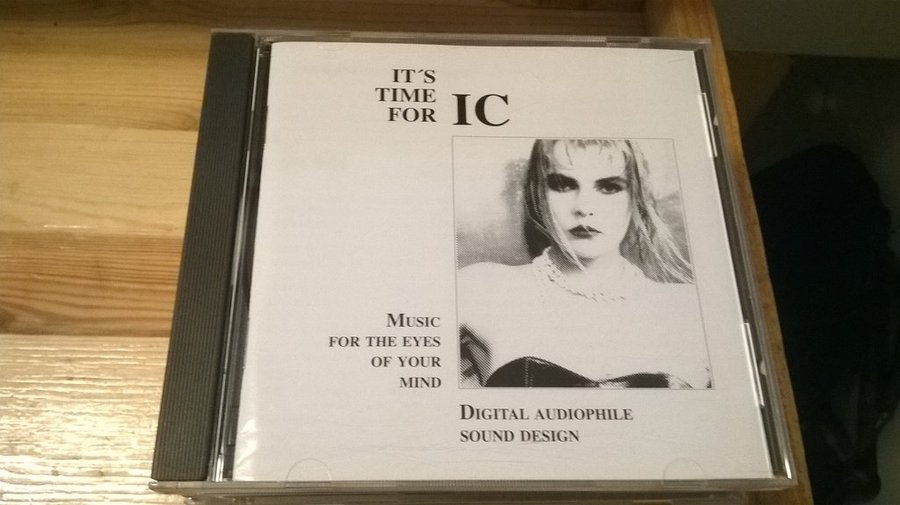 IT´S
TIME
FOR IC
MUSIC
FOR THE EYES
OF YOUR
MIND
DIGITAL AUDIOPHILE
SOUND DESIGN